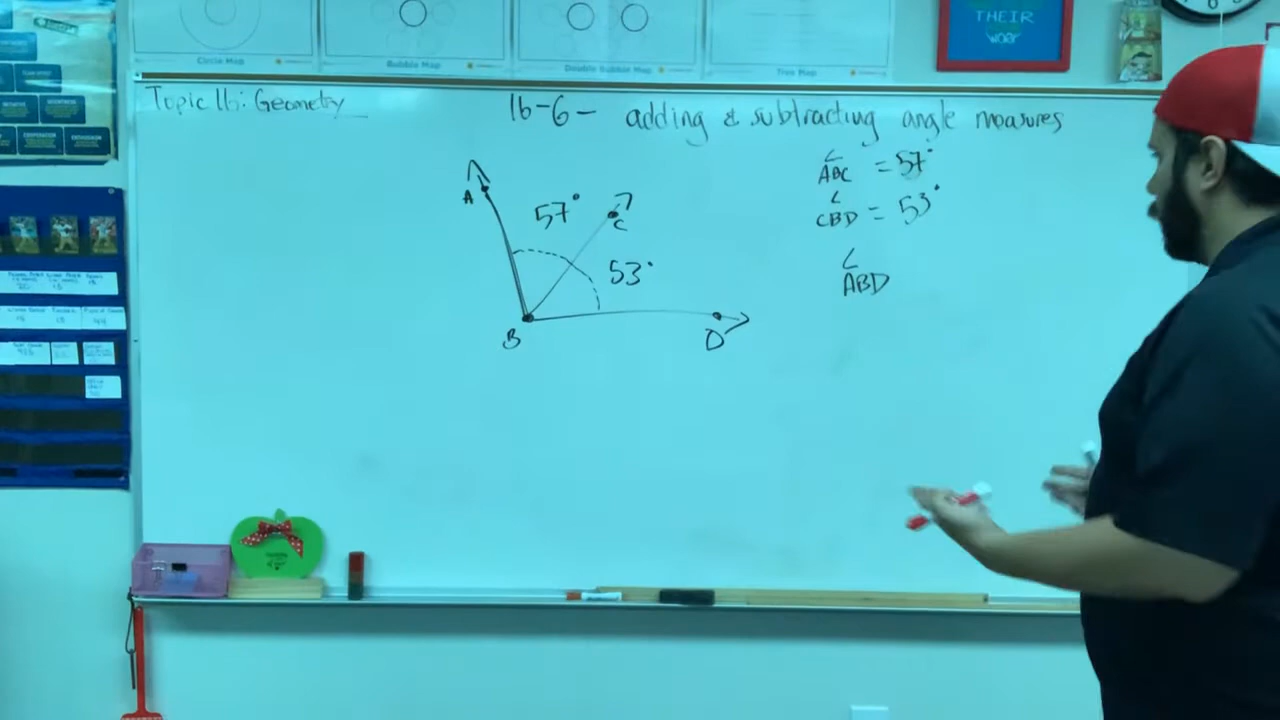 THEIR
Circle Map
Bubble Map
Double Bubble Map
Tree Map
Topic 16: Geometry
16-6- adding & subtracting angle measures
∠ABC = 57°
∠CBD = 53°
∠ABD
A
57°
C
53°
B
D